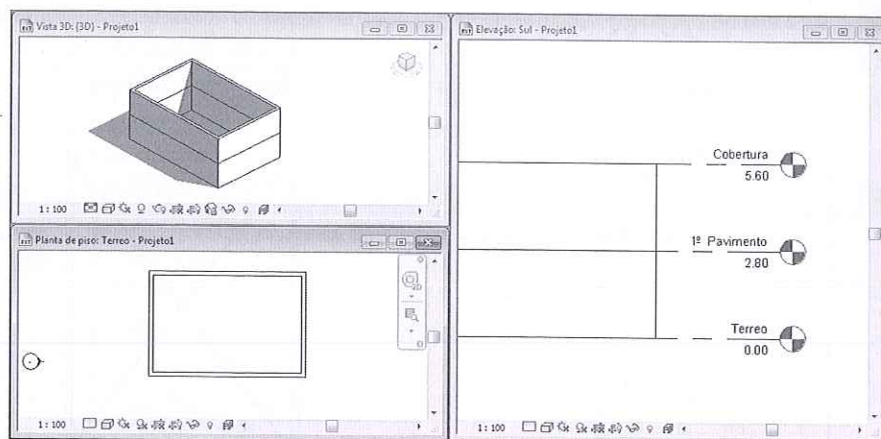 Vista 3D: {3D} - Projeto1
1 : 100
Planta de piso: Terreo - Projeto1
2D
1 : 100
Elevação: Sul - Projeto1
Cobertura
5.60
1º Pavimento
2.80
Terreo
0.00
1 : 100